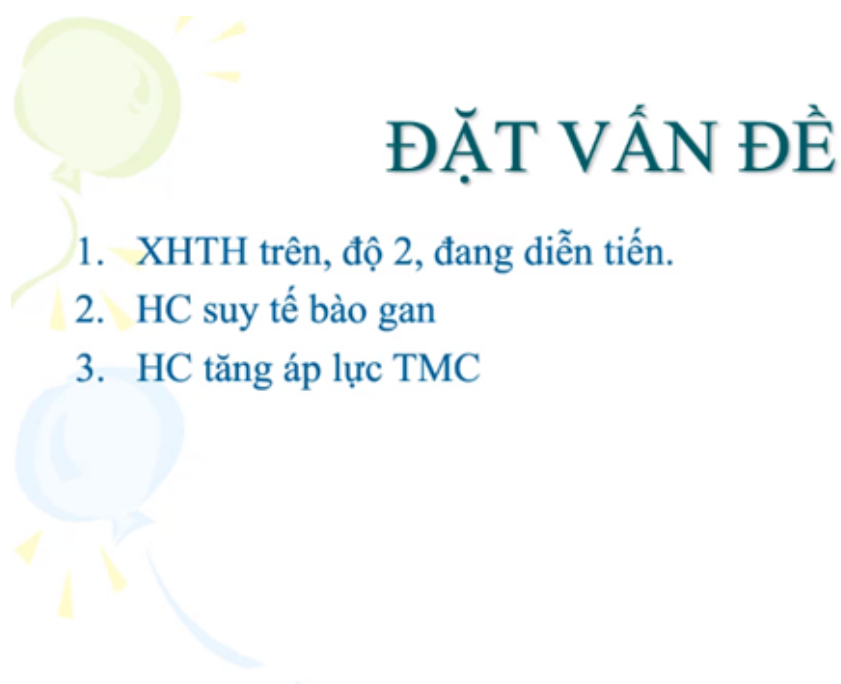 ĐẶT VẤN ĐỀ
1. XHTH trên, độ 2, đang diễn tiến.
2. HC suy tế bào gan
3. HC tăng áp lực TMC